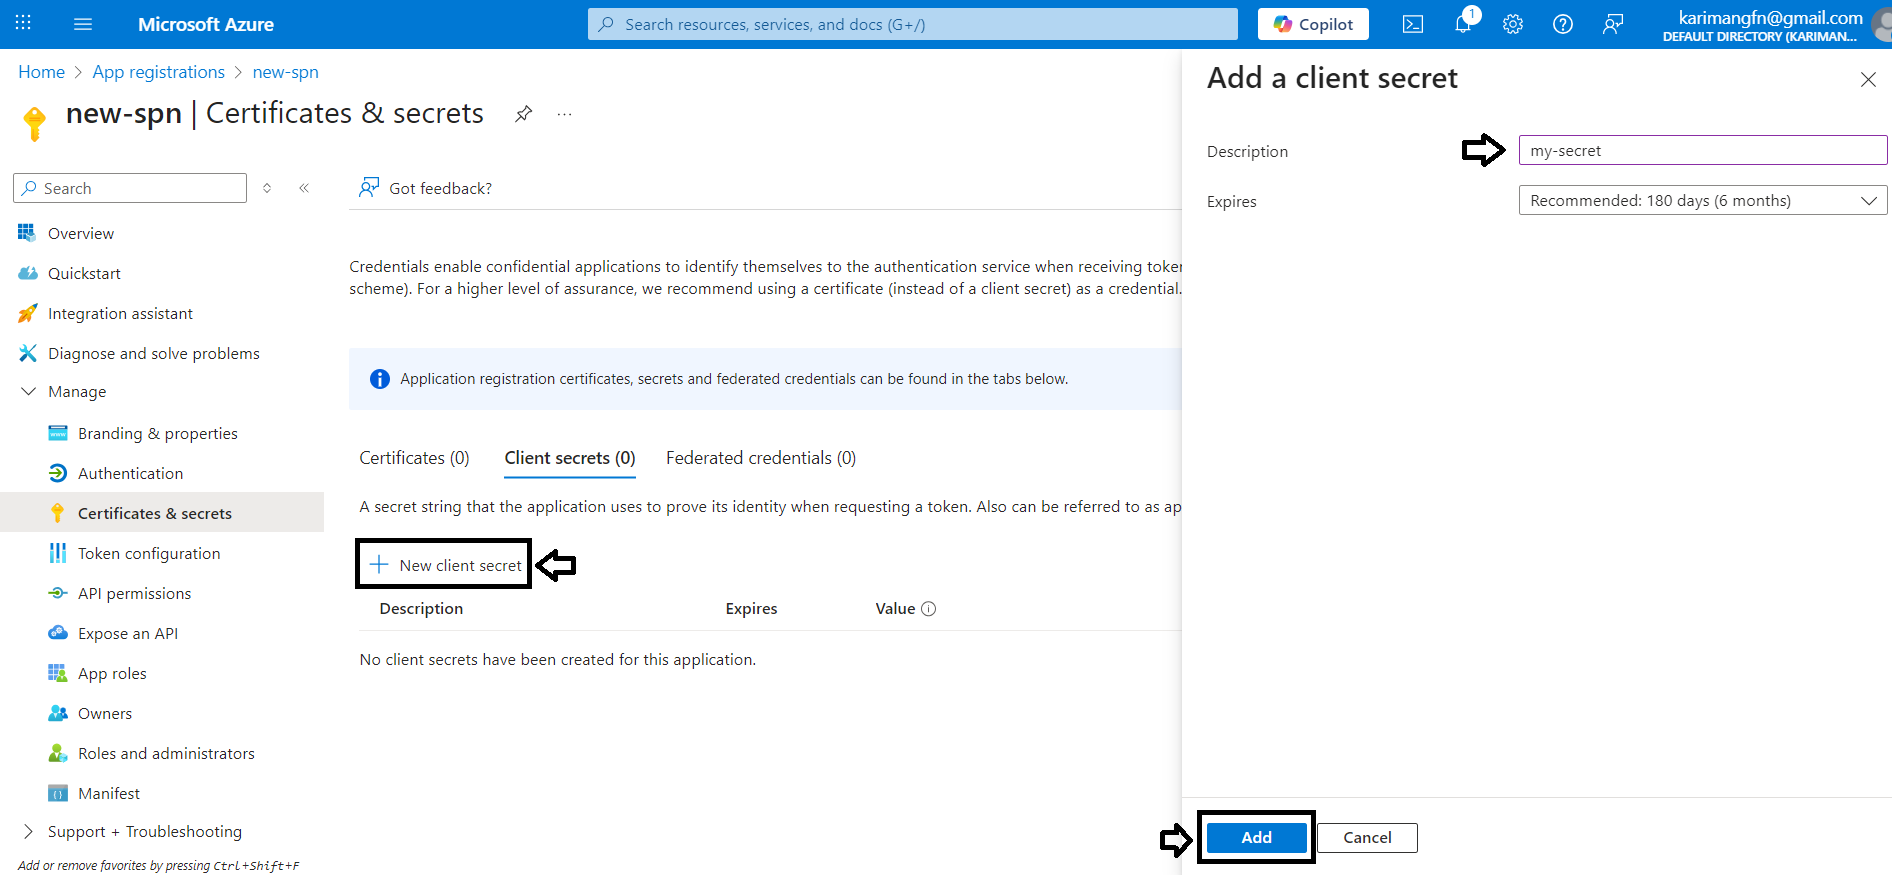 Microsoft Azure
Search resources, services, and docs (G+/)
Copilot
1
karimangfn@gmail.com
DEFAULT DIRECTORY (KARIMAN...
Home > App registrations > new-spn
new-spn | Certificates & secrets
...
Search
«
Overview
Quickstart
Integration assistant
Diagnose and solve problems
Manage
Branding & properties
Authentication
Certificates & secrets
Token configuration
API permissions
Expose an API
App roles
Owners
Roles and administrators
Manifest
Support + Troubleshooting
Add or remove favorites by pressing Ctrl+Shift+F
Got feedback?
Credentials enable confidential applications to identify themselves to the authentication service when receiving token
scheme). For a higher level of assurance, we recommend using a certificate (instead of a client secret) as a credential.
Application registration certificates, secrets and federated credentials can be found in the tabs below.
Certificates (0) Client secrets (0) Federated credentials (0)
A secret string that the application uses to prove its identity when requesting a token. Also can be referred to as ap
+ New client secret
Description Expires Value
No client secrets have been created for this application.
Add a client secret
Description my-secret
Expires Recommended: 180 days (6 months)
Add Cancel